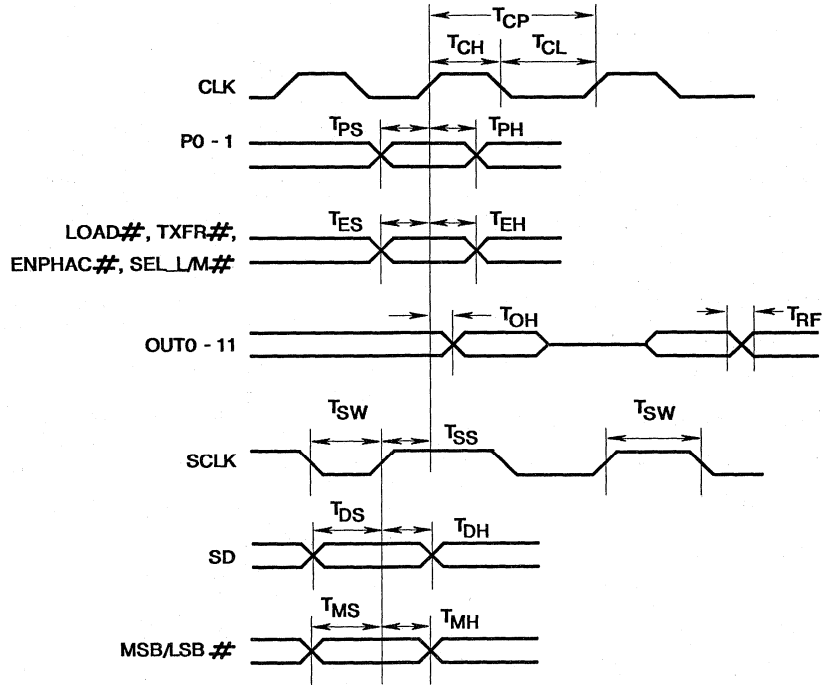 TCP
TCH TCL
CLK
TPS TPH
P0 - 1
TES TEH
LOAD#, TXFR#,
ENPHAC#, SEL_L/M#
TOH TRF
OUT0 - 11
TSW TSW
TSS
SCLK
TDS TDH
SD
TMS TMH
MSB/LSB #